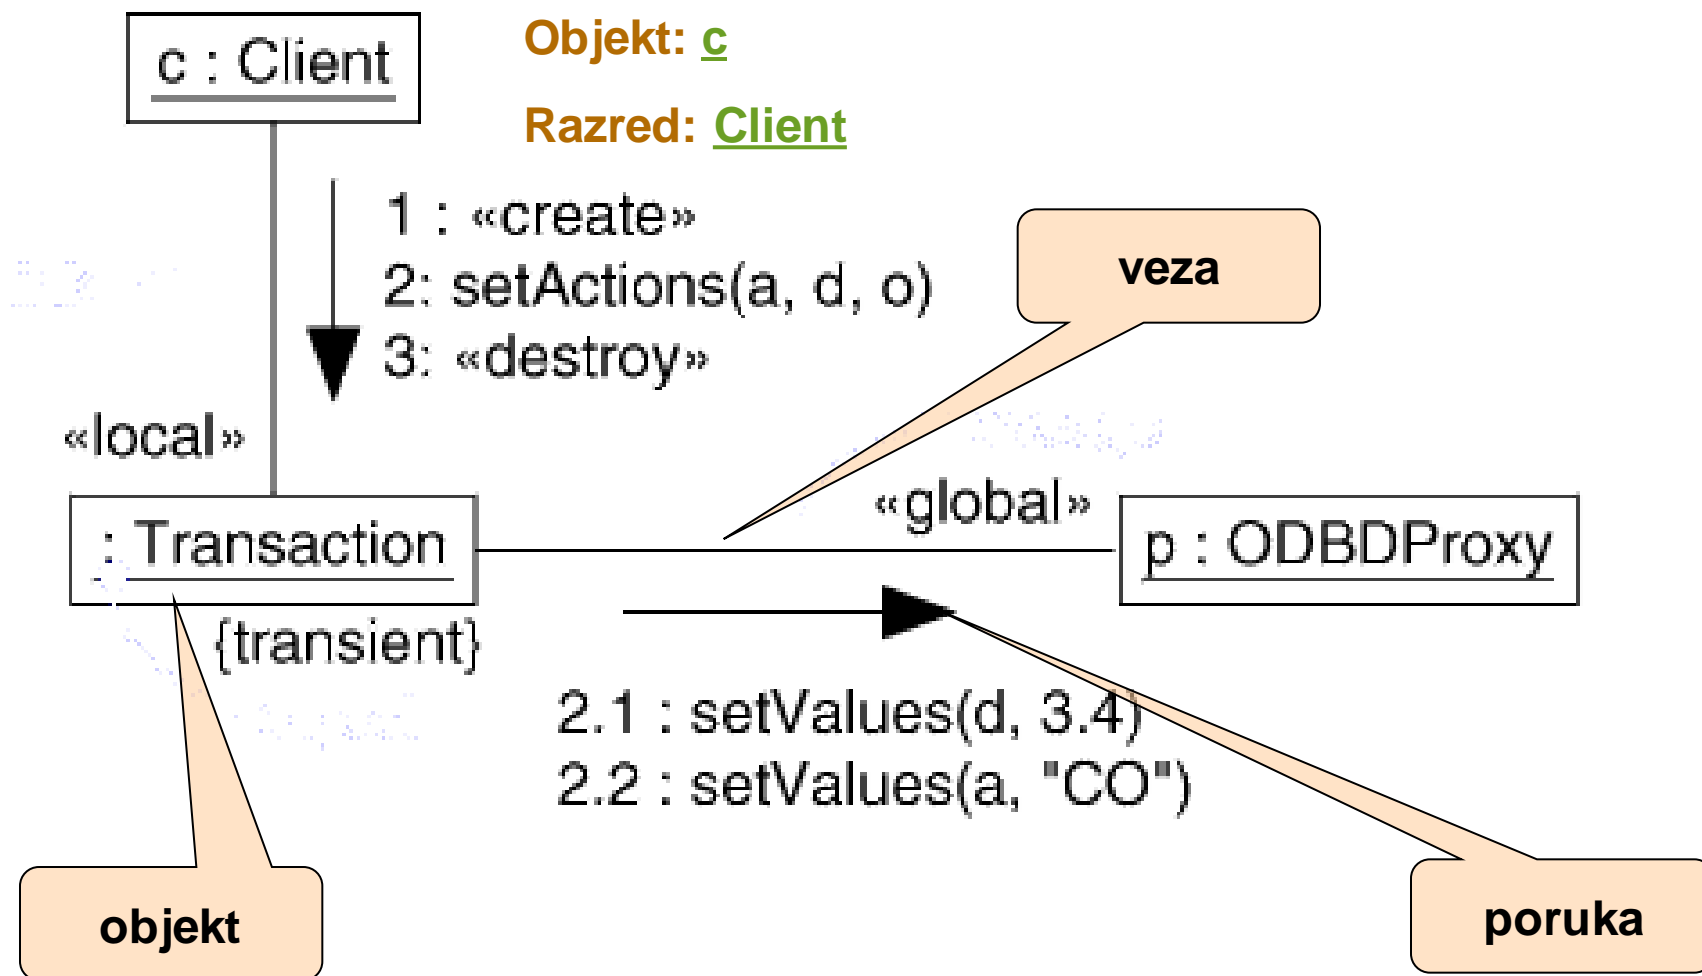 c : Client
Objekt: c
Razred: Client
1 : «create»
2: setActions(a, d, o)
3: «destroy»
veza
«local»
«global»
: Transaction
p : ODBDProxy
{transient}
2.1 : setValues(d, 3.4)
2.2 : setValues(a, "CO")
objekt
poruka